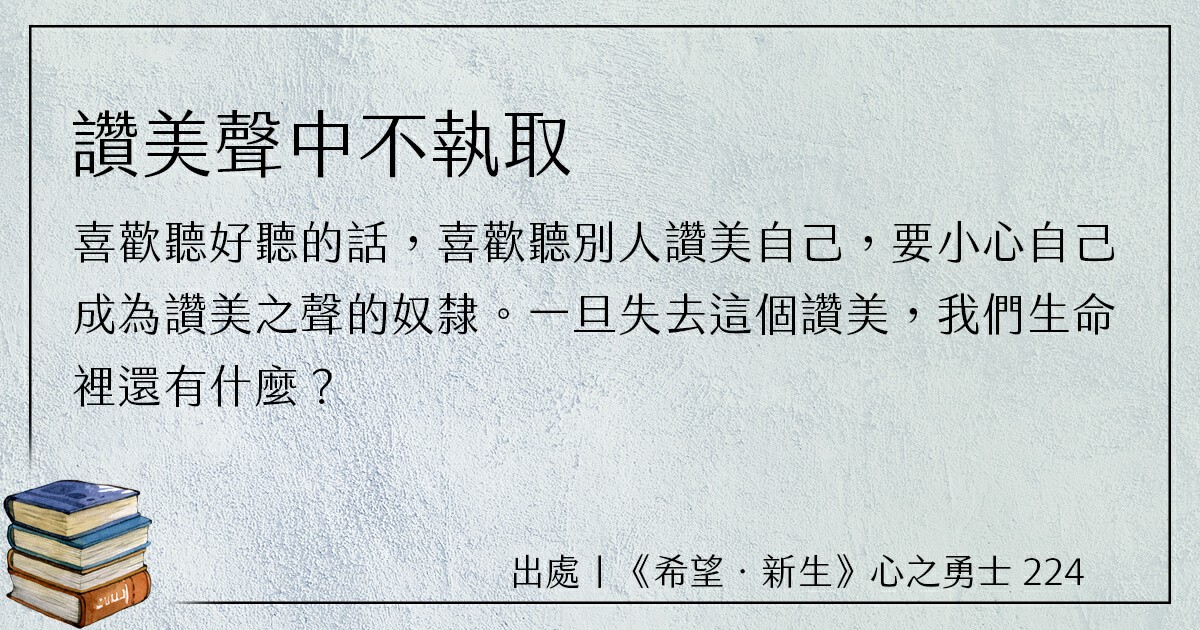 讚美聲中不執取
喜歡聽好聽的話，喜歡聽別人讚美自己，要小心自己
成為讚美之聲的奴隸。一旦失去這個讚美，我們生命
裡還有什麼？
出處｜《希望．新生》心之勇士 224